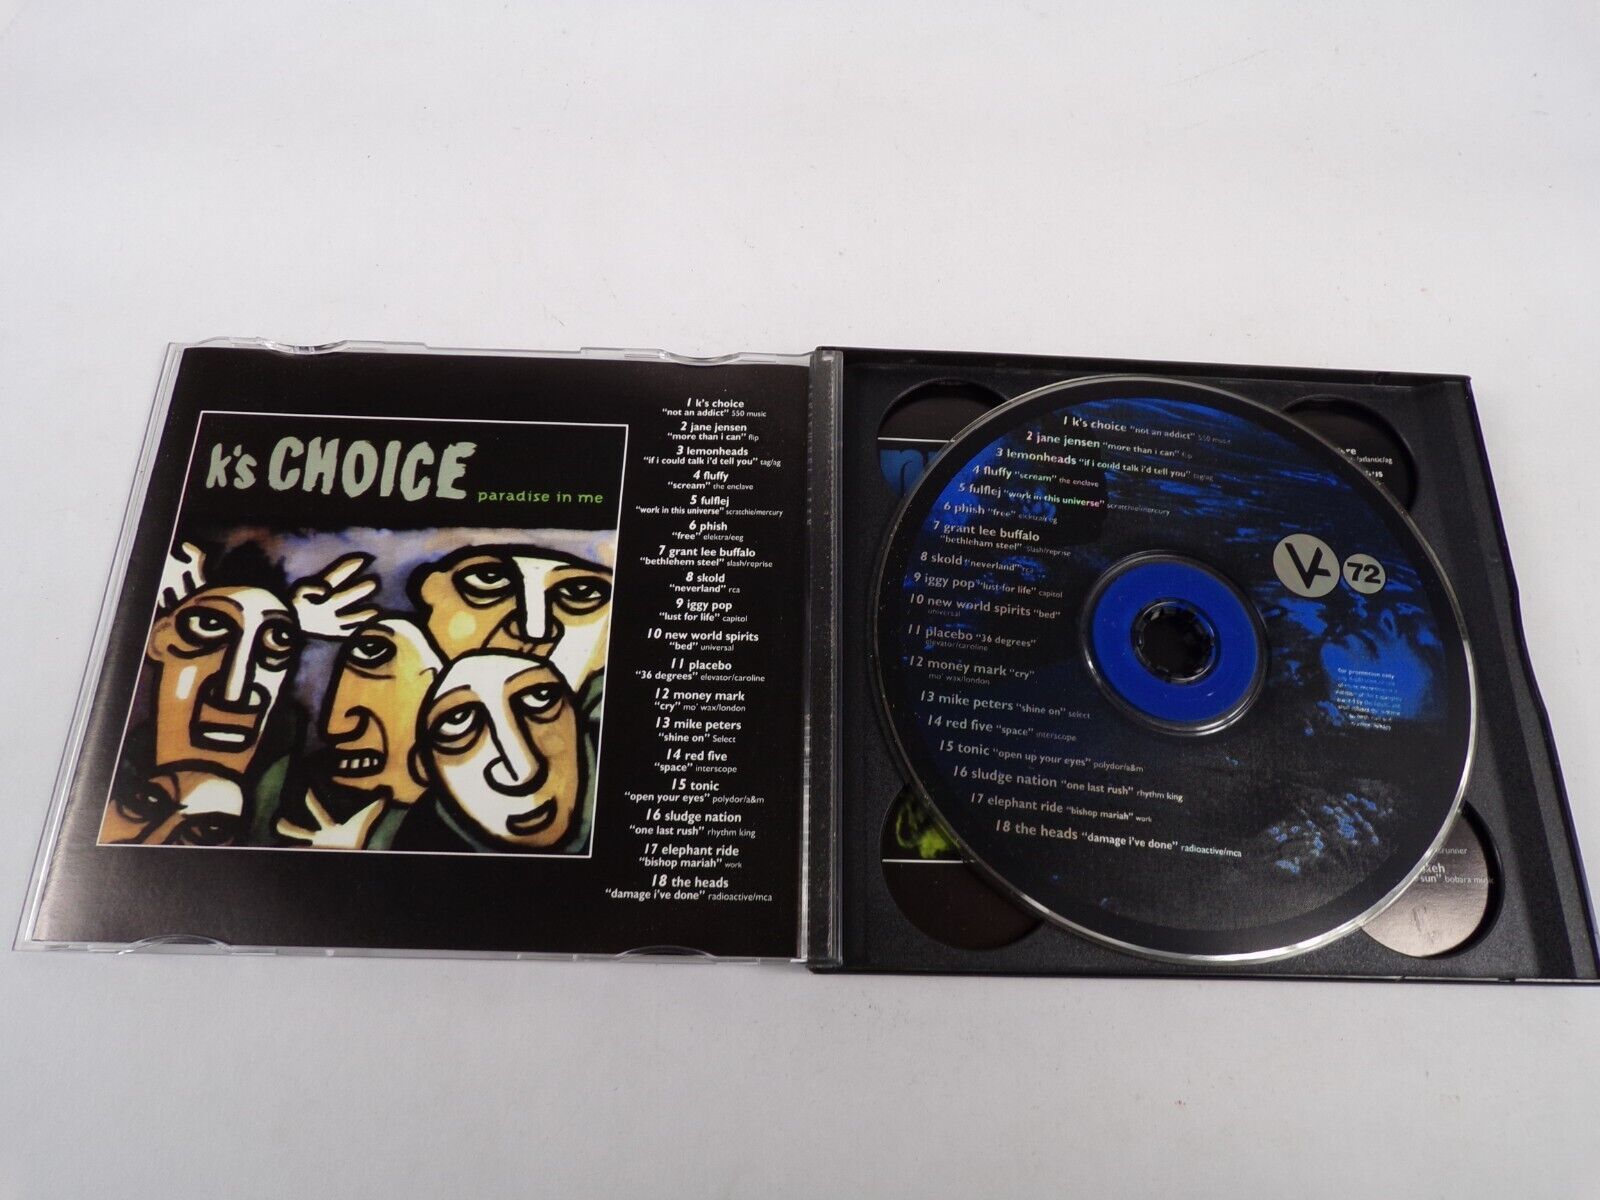 k's CHOICE
paradise in me
1 k's choice
"not an addict" 550 music
2 jane jensen
"more than i can" flip
3 lemonheads
"if i could talk i'd tell you" tag/ag
4 fluffy
"scream" the enclave
5 fulflej
"work in this universe" scratchie/mercury
6 phish
"free" elektra/eeg
7 grant lee buffalo
"bethlehem steel" slash/reprise
8 skold
"neverland" rca
9 iggy pop
"lust for life" capitol
10 new world spirits
"bed" universal
11 placebo
"36 degrees" elevator/caroline
12 money mark
"cry" mo' wax/london
13 mike peters
"shine on" Select
14 red five
"space" interscope
15 tonic
"open your eyes" polydor/a&m
16 sludge nation
"one last rush" rhythm king
17 elephant ride
"bishop mariah" work
18 the heads
"damage i've done" radioactive/mca
1 k's choice "not an addict" 550 music
2 jane jensen "more than i can" flip
3 lemonheads "if i could talk i'd tell you" tag/ag
4 fluffy "scream" the enclave
5 fulflej "work in this universe" scratchie/mercury
6 phish "free" elektra/eeg
7 grant lee buffalo
"bethleham steel" slash/reprise
8 skold "neverland" rca
9 iggy pop "lust for life" capitol
10 new world spirits "bed"
universal
11 placebo "36 degrees"
elevator/caroline
12 money mark "cry"
mo' wax/london
13 mike peters "shine on" select
14 red five "space" interscope
15 tonic "open up your eyes" polydor/a&m
16 sludge nation "one last rush" rhythm king
17 elephant ride "bishop mariah" work
18 the heads "damage i've done" radioactive/mca
V 72
for promotion only
atlantic/ag
sun" bobara music